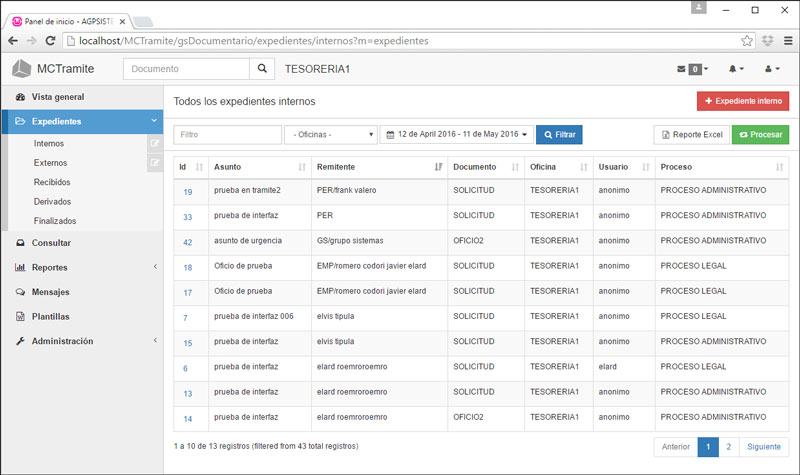 Panel de inicio - AGPSISTE
localhost/MCTramite/gsDocumentario/expedientes/internos?m=expedientes
MCTramite Documento TESORERIA1 0
Vista general
Expedientes
Internos
Externos
Recibidos
Derivados
Finalizados
Consultar
Reportes
Mensajes
Plantillas
Administración
Todos los expedientes internos + Expediente interno
Filtro - Oficinas - 12 de April 2016 - 11 de May 2016 Filtrar Reporte Excel Procesar
Id Asunto Remitente Documento Oficina Usuario Proceso
19 prueba en tramite2 PER/frank valero SOLICITUD TESORERIA1 anonimo PROCESO ADMINISTRATIVO
33 prueba de interfaz PER SOLICITUD TESORERIA1 anonimo PROCESO ADMINISTRATIVO
42 asunto de urgencia GS/grupo sistemas OFICIO2 TESORERIA1 anonimo PROCESO ADMINISTRATIVO
18 Oficio de prueba EMP/romero codori javier elard SOLICITUD TESORERIA1 anonimo PROCESO LEGAL
17 Oficio de prueba EMP/romero codori javier elard SOLICITUD TESORERIA1 anonimo PROCESO LEGAL
7 prueba de interfaz 006 elvis tipula SOLICITUD TESORERIA1 anonimo PROCESO LEGAL
15 prueba de interfaz elvis tipula SOLICITUD TESORERIA1 anonimo PROCESO ADMINISTRATIVO
6 prueba de interfaz elard roemroroemro SOLICITUD TESORERIA1 elard PROCESO LEGAL
13 prueba de interfaz elard roemroroemro SOLICITUD TESORERIA1 anonimo PROCESO ADMINISTRATIVO
14 prueba de interfaz elard roemroroemro OFICIO2 TESORERIA1 anonimo PROCESO ADMINISTRATIVO
1 a 10 de 13 registros (filtered from 43 total registros) Anterior 1 2 Siguiente